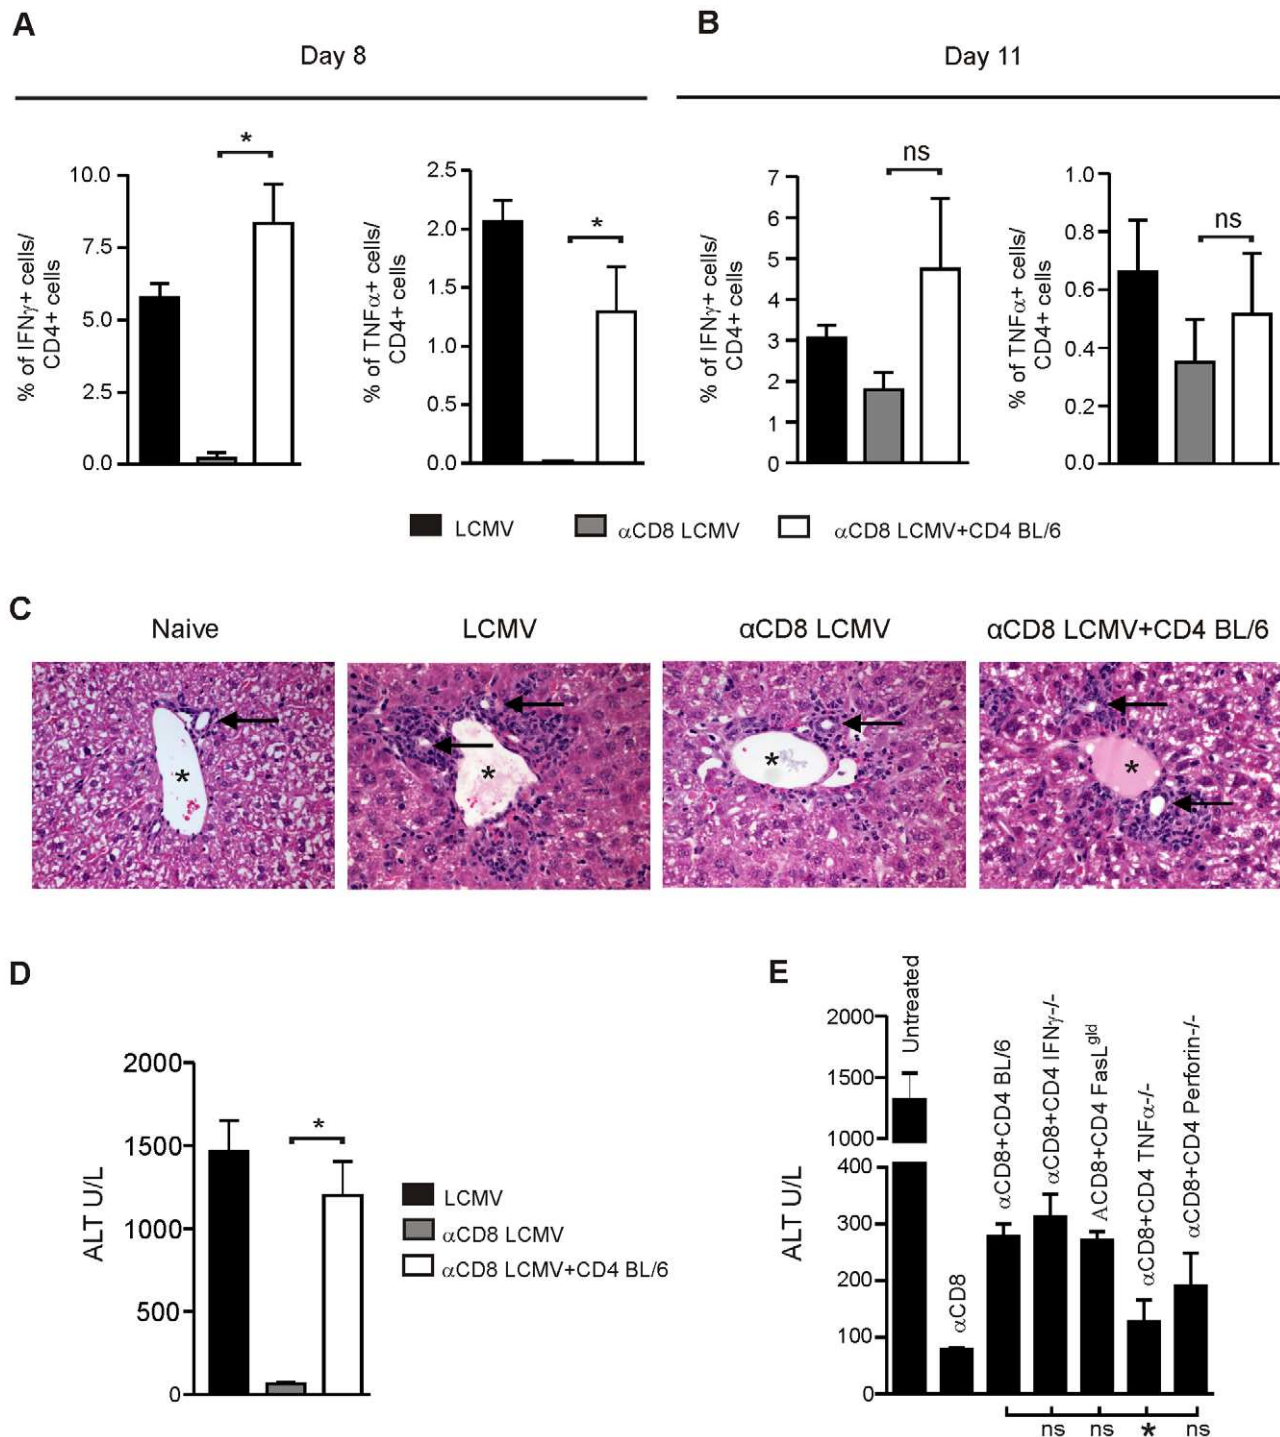 A
Day 8
*
10.0
7.5
5.0
2.5
0.0
% of IFNγ+ cells/
CD4+ cells
*
2.5
2.0
1.5
1.0
0.5
0.0
% of TNFα+ cells/
CD4+ cells
B
Day 11
ns
7
6
5
4
3
2
1
0
% of IFNγ+ cells/
CD4+ cells
ns
1.0
0.8
0.6
0.4
0.2
0.0
% of TNFα+ cells/
CD4+ cells
LCMV
αCD8 LCMV
αCD8 LCMV+CD4 BL/6
C
Naive
LCMV
αCD8 LCMV
αCD8 LCMV+CD4 BL/6
*
*
*
*
D
2000
1500
1000
500
0
ALT U/L
*
LCMV
αCD8 LCMV
αCD8 LCMV+CD4 BL/6
E
2000
1500
1000
400
300
200
100
0
ALT U/L
Untreated
αCD8
αCD8+CD4 BL/6
αCD8+CD4 IFNγ-/-
ACD8+CD4 FasLgld
αCD8+CD4 TNFα-/-
αCD8+CD4 Perforin-/-
ns
ns
*
ns